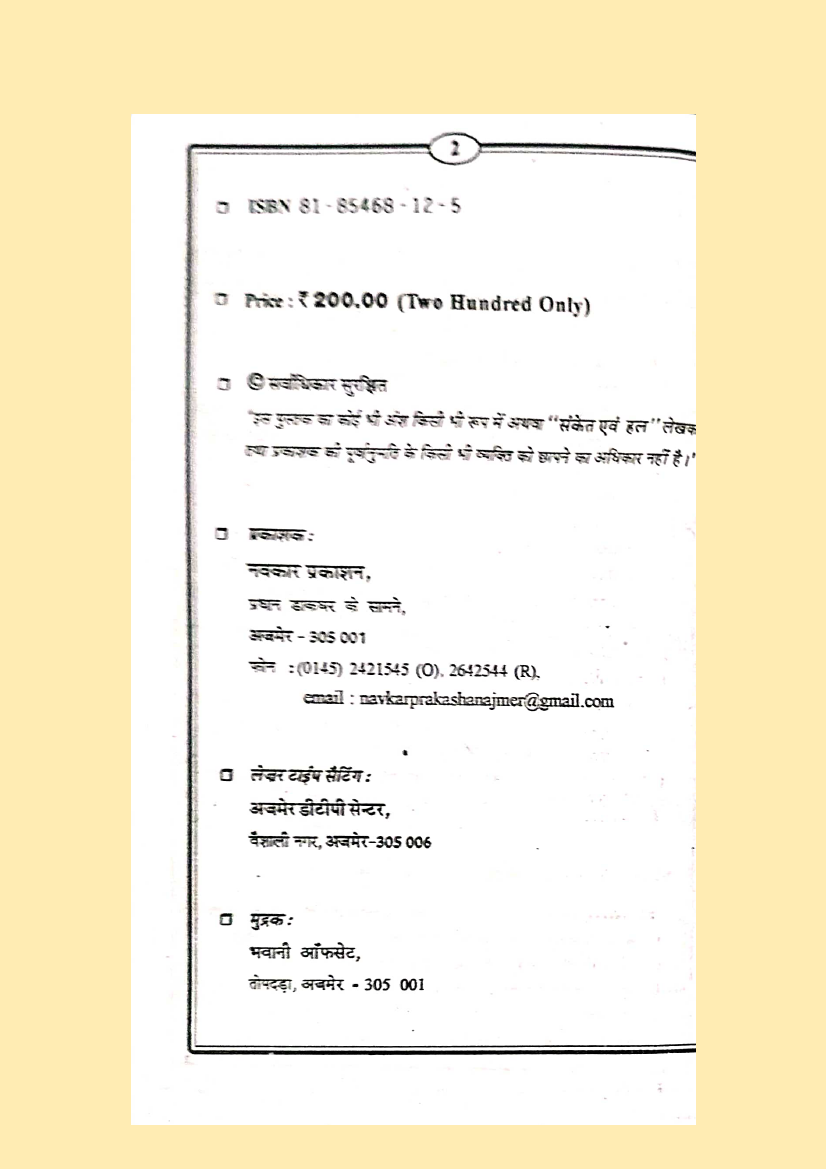 2
❐ ISBN 81 - 85468 - 12 - 5
❐ Price : ₹ 200.00 (Two Hundred Only)
❐ © सर्वाधिकार सुरक्षित
"इस पुस्तक का कोई भी अंश किसी भी रूप में अथवा “संकेत एवं हल” लेखक
तथा प्रकाशक की पूर्वानुमति के किसी भी व्यक्ति को छापने का अधिकार नहीं है।"
❐ प्रकाशक :
नवकार प्रकाशन,
प्रधान डाकघर के सामने,
अजमेर - 305 001
फोन : (0145) 2421545 (O), 2642544 (R),
email : navkarprakashanajmer@gmail.com
❐ लेजर टाईप सैटिंग :
अजमेर डीटीपी सेन्टर,
वैशाली नगर, अजमेर-305 006
❐ मुद्रक :
भवानी ऑफसेट,
तोपदड़ा, अजमेर - 305 001